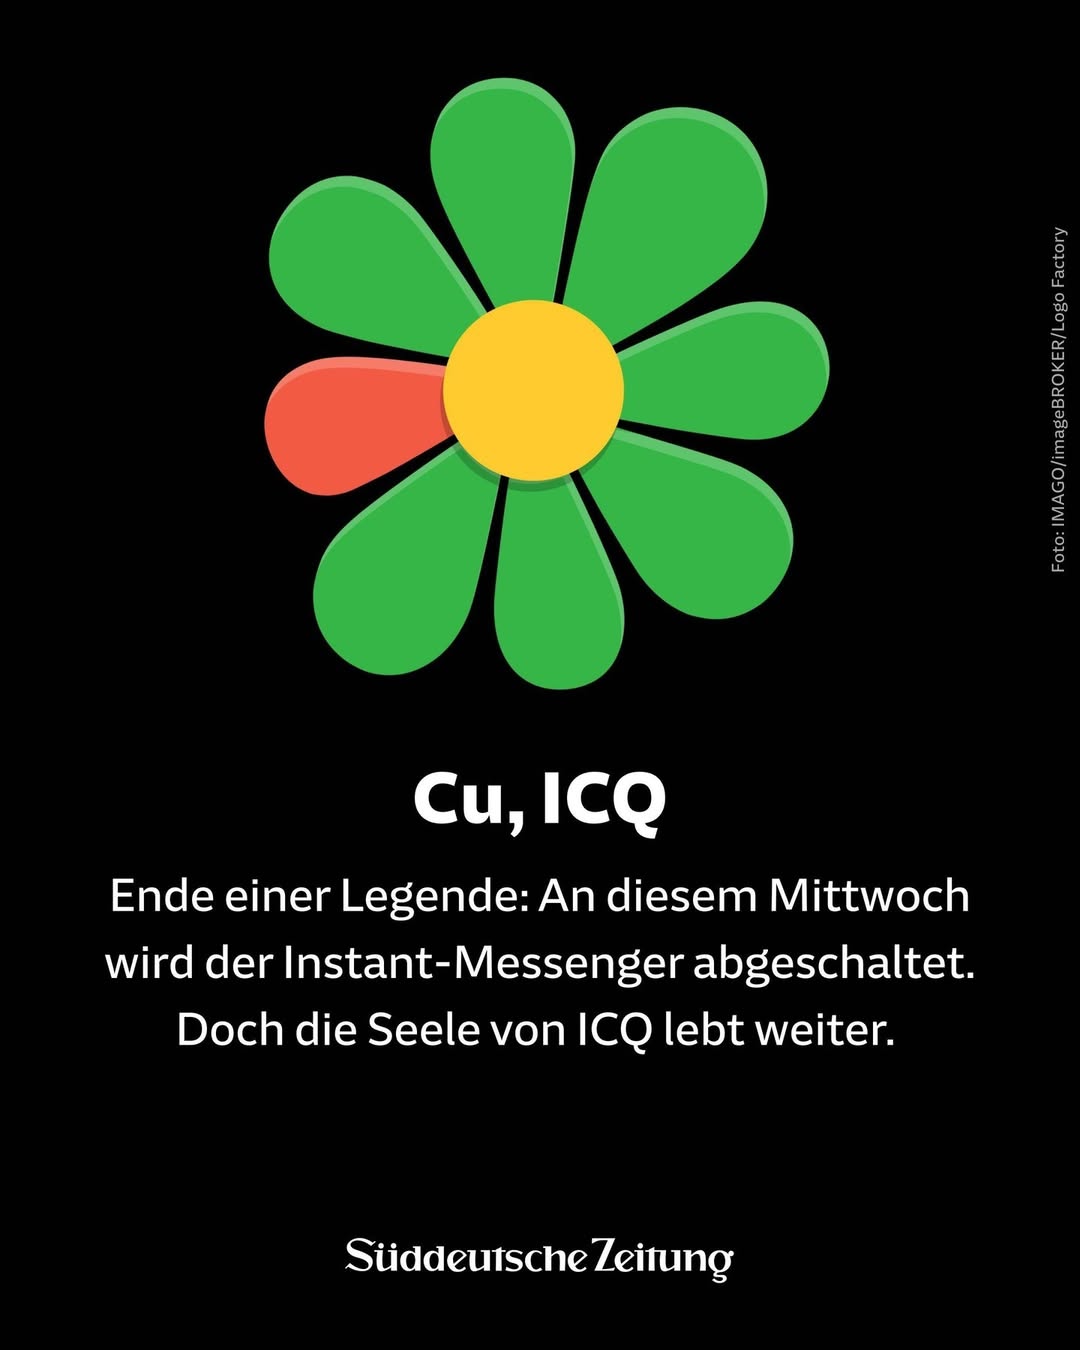 Foto: IMAGO/imageBROKER/Logo Factory
Cu, ICQ
Ende einer Legende: An diesem Mittwoch
wird der Instant-Messenger abgeschaltet.
Doch die Seele von ICQ lebt weiter.
Süddeutsche Zeitung